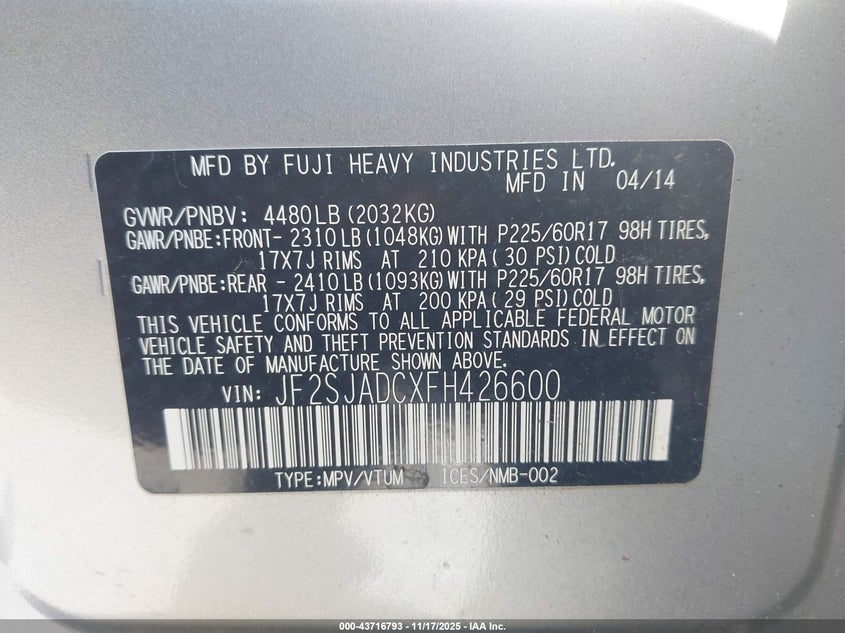 MFD BY FUJI HEAVY INDUSTRIES LTD.
MFD IN 04/14
GVWR/PNBV: 4480LB (2032KG)
GAWR/PNBE:FRONT- 2310LB (1048KG) WITH P225/60R17 98H TIRES,
17X7J RIMS AT 210 KPA( 30 PSI) COLD
GAWR/PNBE:REAR - 2410LB (1093KG) WITH P225/60R17 98H TIRES,
17X7J RIMS AT 200 KPA( 29 PSI) COLD
THIS VEHICLE CONFORMS TO ALL APPLICABLE FEDERAL MOTOR
VEHICLE SAFETY AND THEFT PREVENTION STANDARDS IN EFFECT ON
THE DATE OF MANUFACTURE SHOWN ABOVE.
VIN: JF2SJADCXFH426600
TYPE:MPV/VTUM ICES/NMB-002
000-43716793 - 11/17/2025 - IAA Inc.